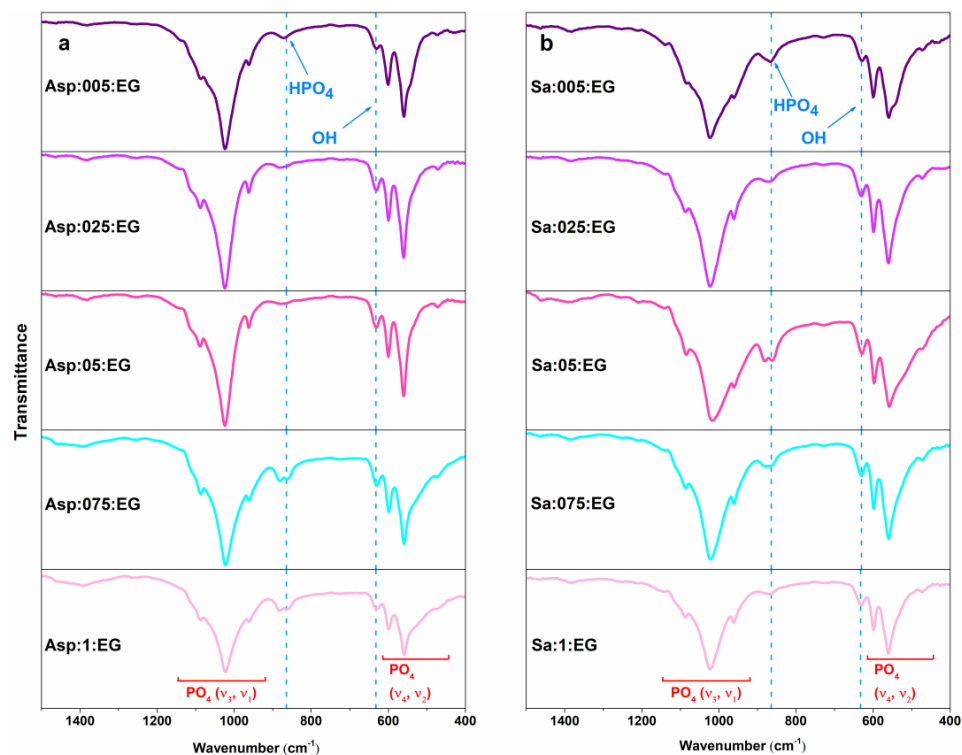 Transmittance
a
Asp:005:EG
HPO₄
OH
Asp:025:EG
Asp:05:EG
Asp:075:EG
Asp:1:EG
PO₄ (ν₃, ν₁)
PO₄
(ν₄, ν₂)
1400 1200 1000 800 600 400
Wavenumber (cm⁻¹)
b
Sa:005:EG
HPO₄
OH
Sa:025:EG
Sa:05:EG
Sa:075:EG
Sa:1:EG
PO₄ (ν₃, ν₁)
PO₄
(ν₄, ν₂)
1400 1200 1000 800 600 400
Wavenumber (cm⁻¹)